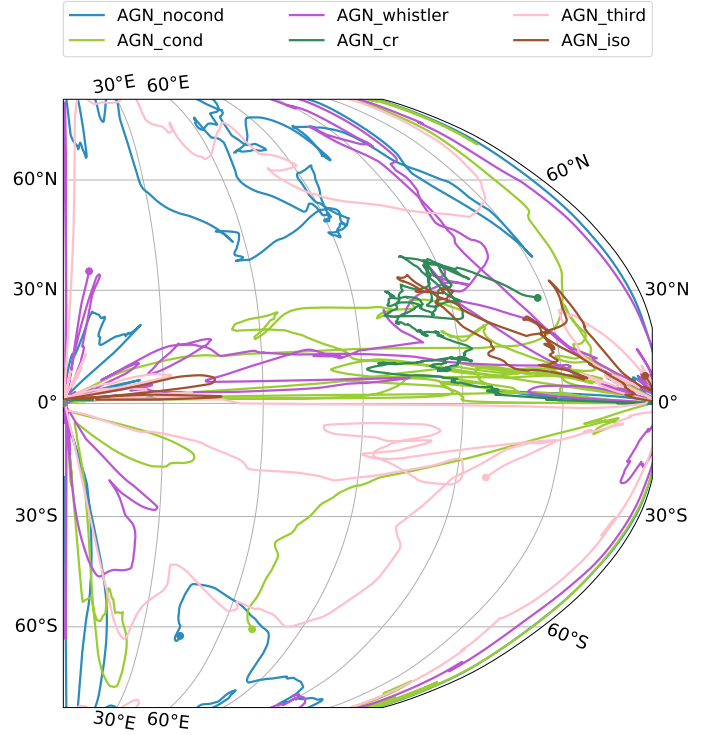 AGN_nocond AGN_whistler AGN_third
AGN_cond AGN_cr AGN_iso
30°E 60°E
60°N
60°N
30°N 30°N
0° 0°
30°S 30°S
60°S
60°S
30°E 60°E